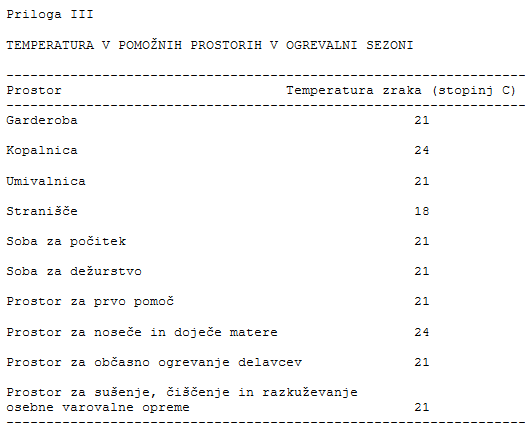 Priloga III
TEMPERATURA V POMOŽNIH PROSTORIH V OGREVALNI SEZONI
-----------------------------------------------------------------
Prostor Temperatura zraka (stopinj C)
-----------------------------------------------------------------
Garderoba 21
Kopalnica 24
Umivalnica 21
Stranišče 18
Soba za počitek 21
Soba za dežurstvo 21
Prostor za prvo pomoč 21
Prostor za noseče in doječe matere 24
Prostor za občasno ogrevanje delavcev 21
Prostor za sušenje, čiščenje in razkuževanje
osebne varovalne opreme 21
-----------------------------------------------------------------